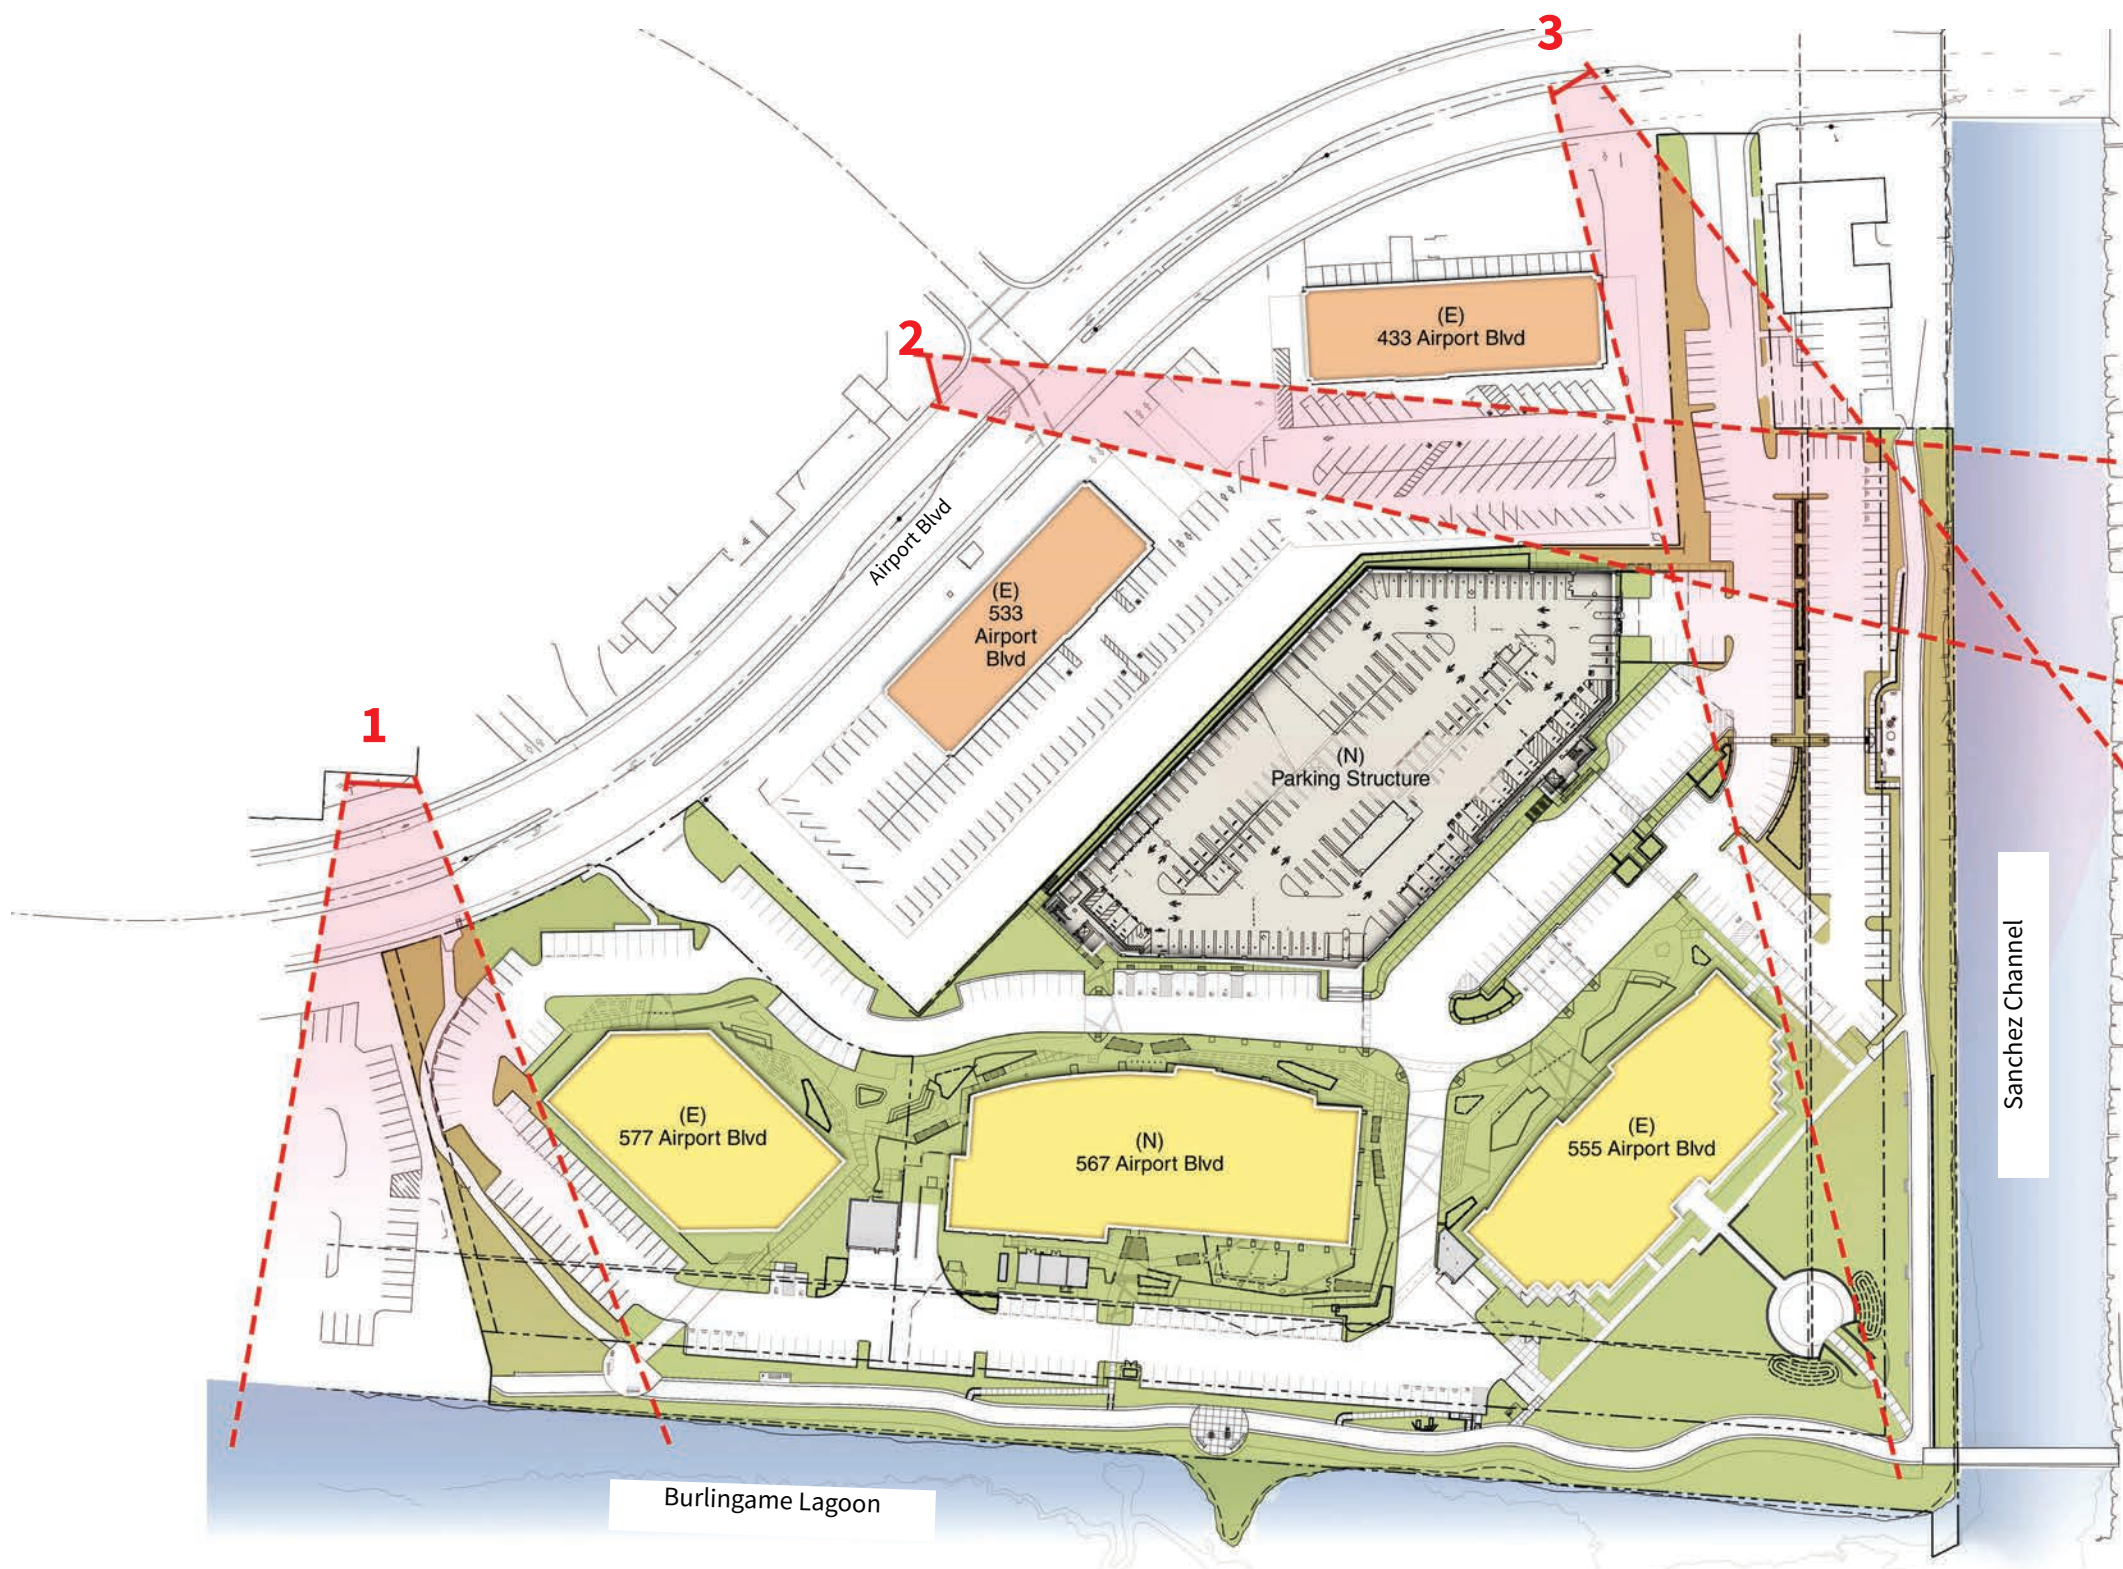 3
(E)
433 Airport Blvd
2
Airport Blvd
(E)
533
Airport
Blvd
1
(N)
Parking Structure
Sanchez Channel
(E)
577 Airport Blvd
(N)
567 Airport Blvd
(E)
555 Airport Blvd
Burlingame Lagoon